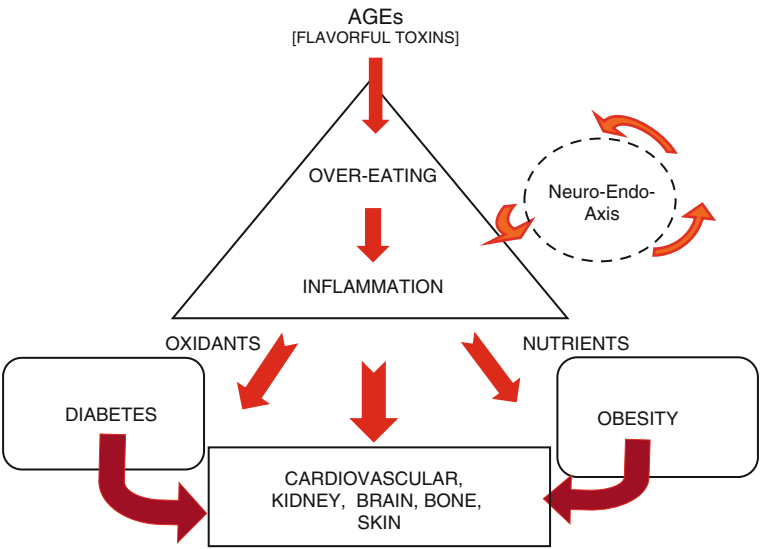 AGEs
[FLAVORFUL TOXINS]
OVER-EATING
Neuro-Endo-
Axis
INFLAMMATION
OXIDANTS
NUTRIENTS
DIABETES
OBESITY
CARDIOVASCULAR,
KIDNEY, BRAIN, BONE,
SKIN